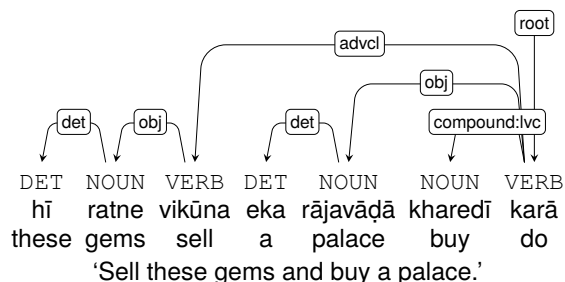 root
advcl
obj
det obj det compound:lvc
DET NOUN VERB DET NOUN NOUN VERB
hī ratne vikūna eka rājavāḍā kharedī karā
these gems sell a palace buy do
‘Sell these gems and buy a palace.’